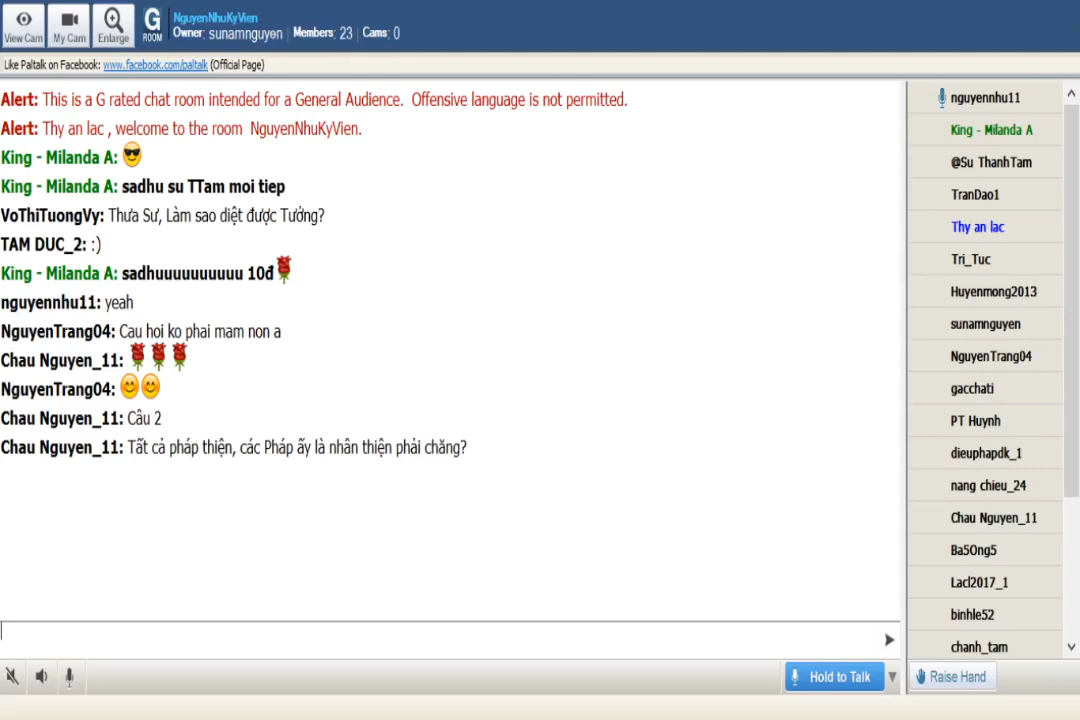 View Cam
My Cam
Enlarge
G
ROOM
NguyenNhuKyVien
Owner: sunamnguyen | Members: 23 | Cams: 0
Like Paltalk on Facebook: www.facebook.com/paltalk (Official Page)
Alert: This is a G rated chat room intended for a General Audience. Offensive language is not permitted.
Alert: Thy an lac , welcome to the room NguyenNhuKyVien.
King - Milanda A:
King - Milanda A: sadhu su TTam moi tiep
VoThiTuongVy: Thưa Sư, Làm sao diệt được Tưởng?
TAM DUC_2: :)
King - Milanda A: sadhuuuuuuuuuu 10đ
nguyennhu11: yeah
NguyenTrang04: Cau hoi ko phai mam non a
Chau Nguyen_11:
NguyenTrang04:
Chau Nguyen_11: Câu 2
Chau Nguyen_11: Tất cả pháp thiện, các Pháp ấy là nhân thiện phải chăng?
nguyennhu11
King - Milanda A
@Su ThanhTam
TranDao1
Thy an lac
Tri_Tuc
Huyenmong2013
sunamnguyen
NguyenTrang04
gacchati
PT Huynh
dieuphapdk_1
nang chieu_24
Chau Nguyen_11
Ba5Ong5
Lacl2017_1
binhle52
chanh_tam
Hold to Talk
Raise Hand